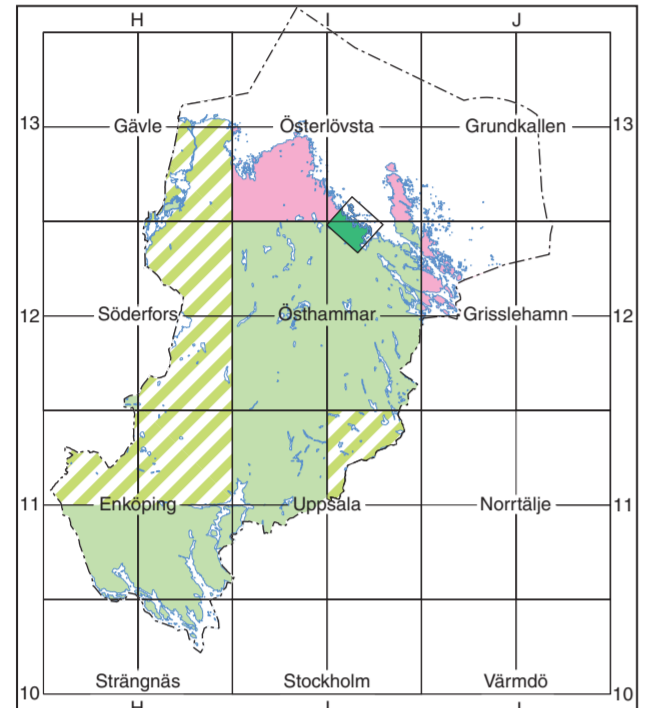 H I J
13 Gävle Österlövsta Grundkallen 13
12 Söderfors Östhammar Grisslehamn 12
11 Enköping Uppsala Norrtälje 11
Strängnäs Stockholm Värmdö
10 10